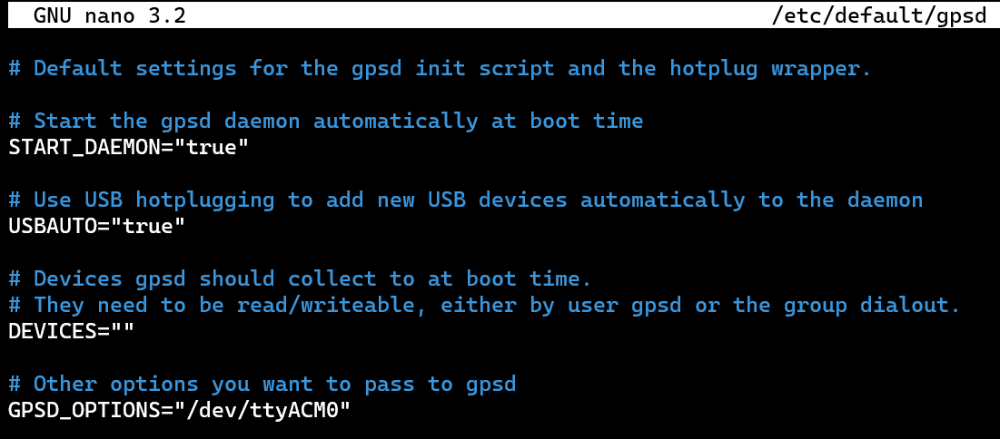 GNU nano 3.2 /etc/default/gpsd
# Default settings for the gpsd init script and the hotplug wrapper.
# Start the gpsd daemon automatically at boot time
START_DAEMON="true"
# Use USB hotplugging to add new USB devices automatically to the daemon
USBAUTO="true"
# Devices gpsd should collect to at boot time.
# They need to be read/writeable, either by user gpsd or the group dialout.
DEVICES=""
# Other options you want to pass to gpsd
GPSD_OPTIONS="/dev/ttyACM0"